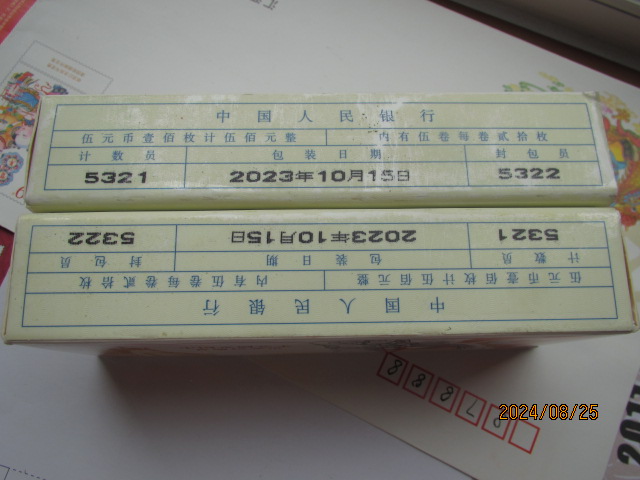 中国人民银行
伍元币壹佰枚计伍佰元整 内有伍卷每卷贰拾枚
计数员 包装日期 封包员
5321 2023年10月15日 5322
中国人民银行
伍元币壹佰枚计伍佰元整 内有伍卷每卷贰拾枚
计数员 包装日期 封包员
5321 2023年10月15日 5322
2024/08/25